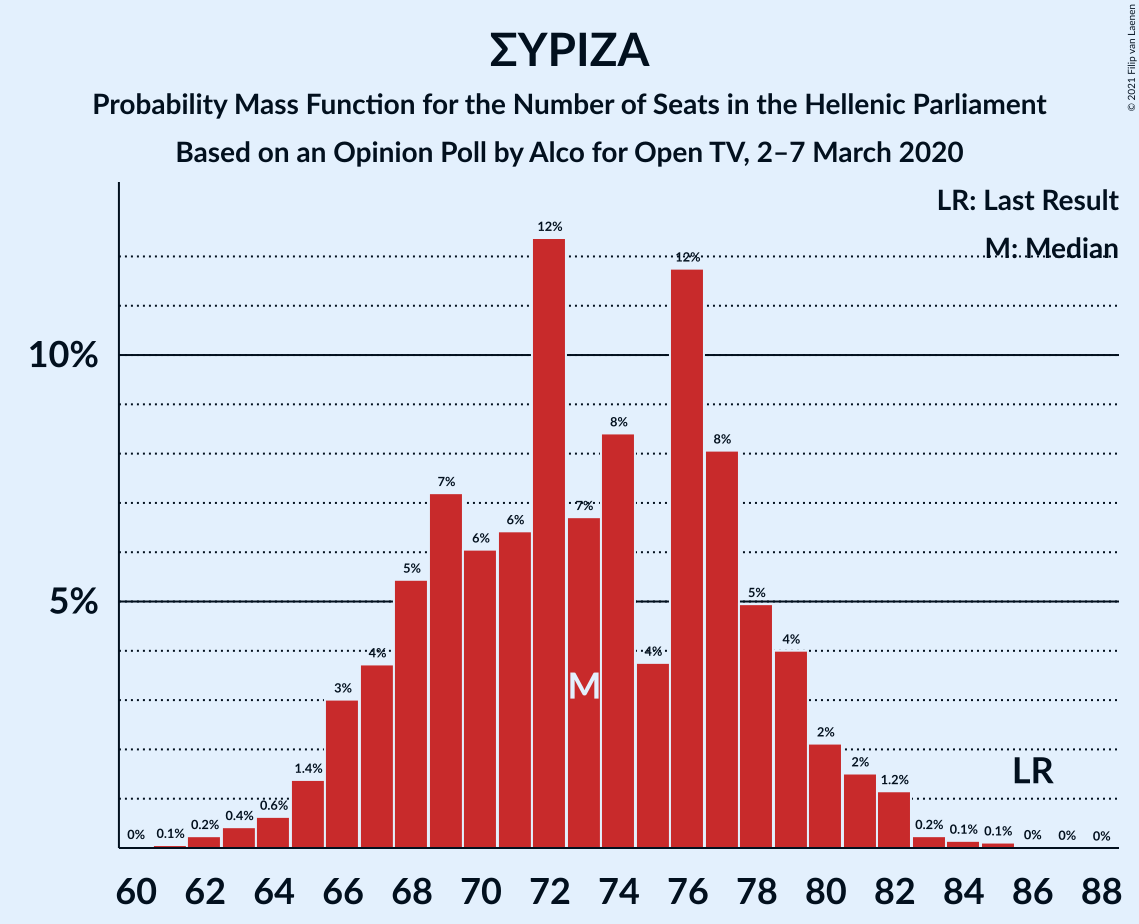 © 2021 Filip van Laenen
ΣΥΡΙΖΑ
Probability Mass Function for the Number of Seats in the Hellenic Parliament
Based on an Opinion Poll by Alco for Open TV, 2–7 March 2020
LR: Last Result
M: Median
10%
5%
0% 0.1% 0.2% 0.4% 0.6% 1.4% 3% 4% 5% 7% 6% 6% 12% 7% 8% 4% 12% 8% 5% 4% 2% 2% 1.2% 0.2% 0.1% 0.1% 0% 0% 0%
M
LR
60 62 64 66 68 70 72 74 76 78 80 82 84 86 88